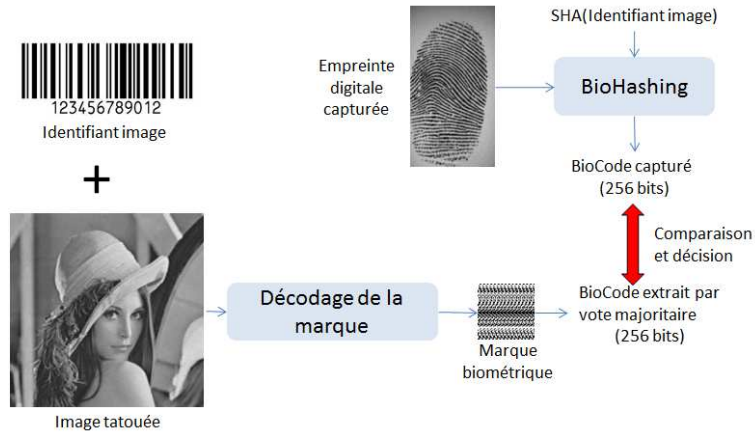 123456789012
Identifiant image
+
Image tatouée
Empreinte
digitale
capturée
SHA(Identifiant image)
BioHashing
BioCode capturé
(256 bits)
Comparaison
et décision
Décodage de la
marque
Marque
biométrique
BioCode extrait par
vote majoritaire
(256 bits)